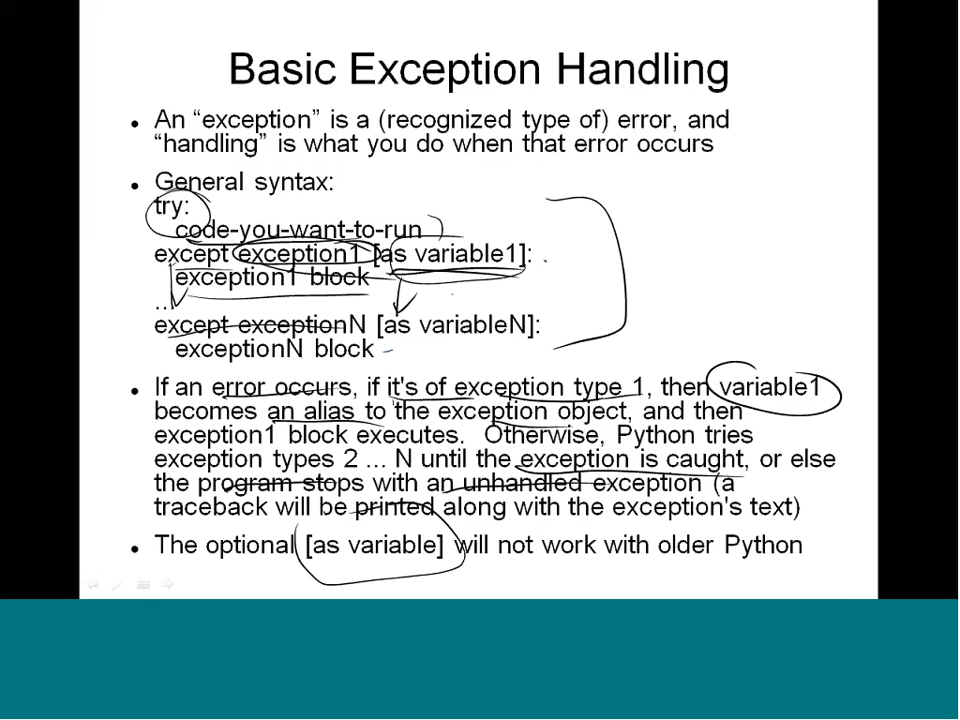 Basic Exception Handling
• An “exception” is a (recognized type of) error, and
“handling” is what you do when that error occurs
• General syntax:
try:
code-you-want-to-run
except exception1 [as variable1]:
exception1 block
...
except exceptionN [as variableN]:
exceptionN block
• If an error occurs, if it's of exception type 1, then variable1
becomes an alias to the exception object, and then
exception1 block executes. Otherwise, Python tries
exception types 2 ... N until the exception is caught, or else
the program stops with an unhandled exception (a
traceback will be printed along with the exception's text)
• The optional [as variable] will not work with older Python